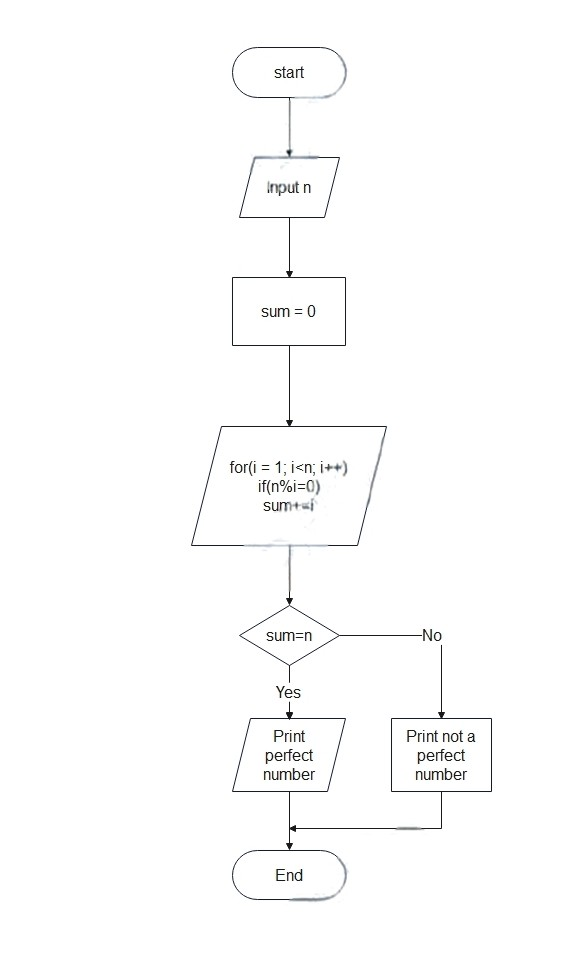 start
Input n
sum = 0
for(i = 1; i<n; i++)
if(n%i=0)
sum+=i
sum=n
No
Yes
Print
perfect
number
Print not a
perfect
number
End